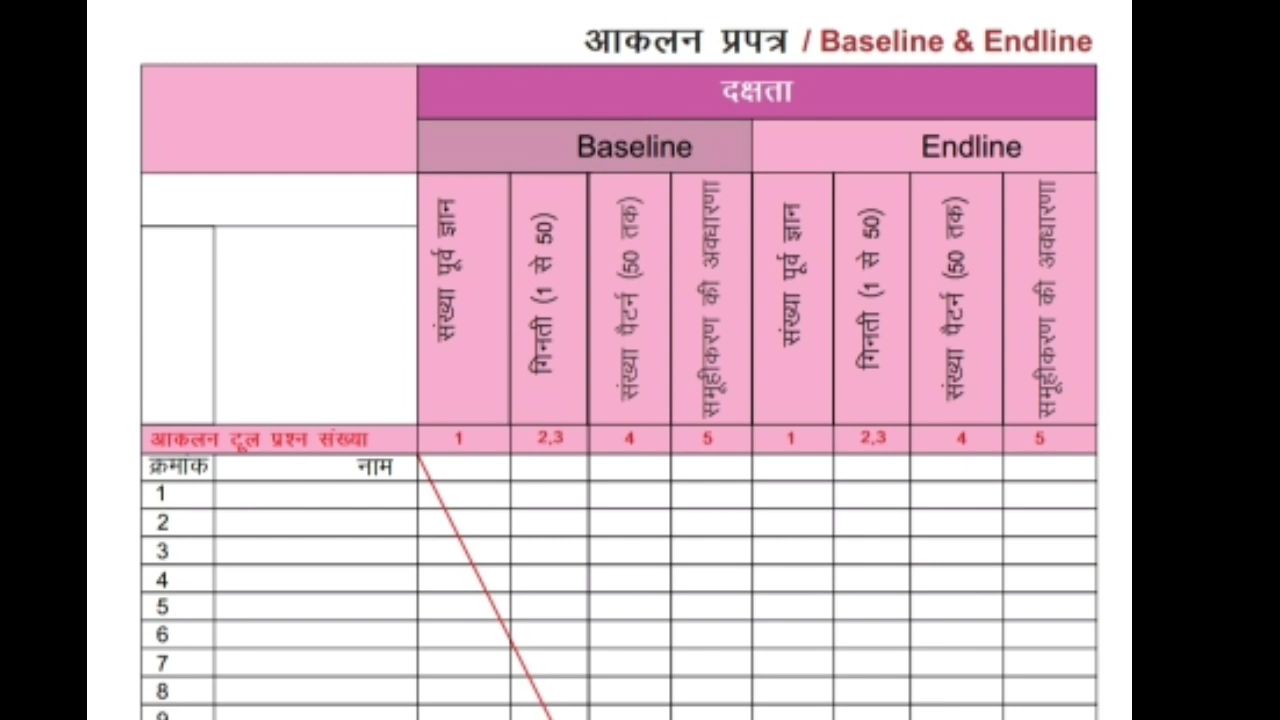 आकलन प्रपत्र / Baseline & Endline
दक्षता
Baseline Endline
संख्या पूर्व ज्ञान
गिनती (1 से 50)
संख्या पैटर्न (50 तक)
समूहीकरण की अवधारणा
संख्या पूर्व ज्ञान
गिनती (1 से 50)
संख्या पैटर्न (50 तक)
समूहीकरण की अवधारणा
आकलन टूल प्रश्न संख्या 1 2,3 4 5 1 2,3 4 5
क्रमांक नाम
1
2
3
4
5
6
7
8
9